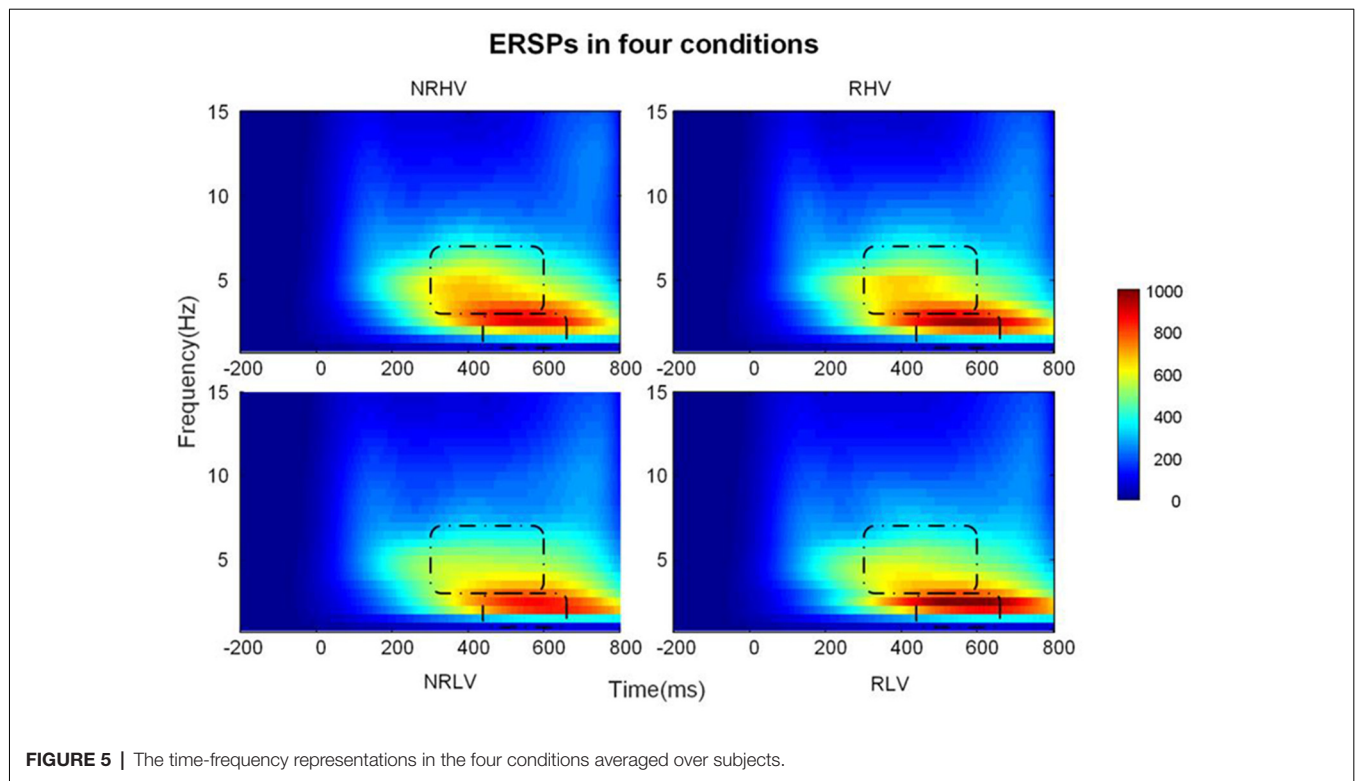 ERSPs in four conditions
NRHV
RHV
15
10
5
-200 0 200 400 600 800
-200 0 200 400 600 800
15
10
5
15
10
5
-200 0 200 400 600 800
-200 0 200 400 600 800
15
10
5
Frequency(Hz)
1000
800
600
400
200
0
NRLV
Time(ms)
RLV
FIGURE 5 | The time-frequency representations in the four conditions averaged over subjects.